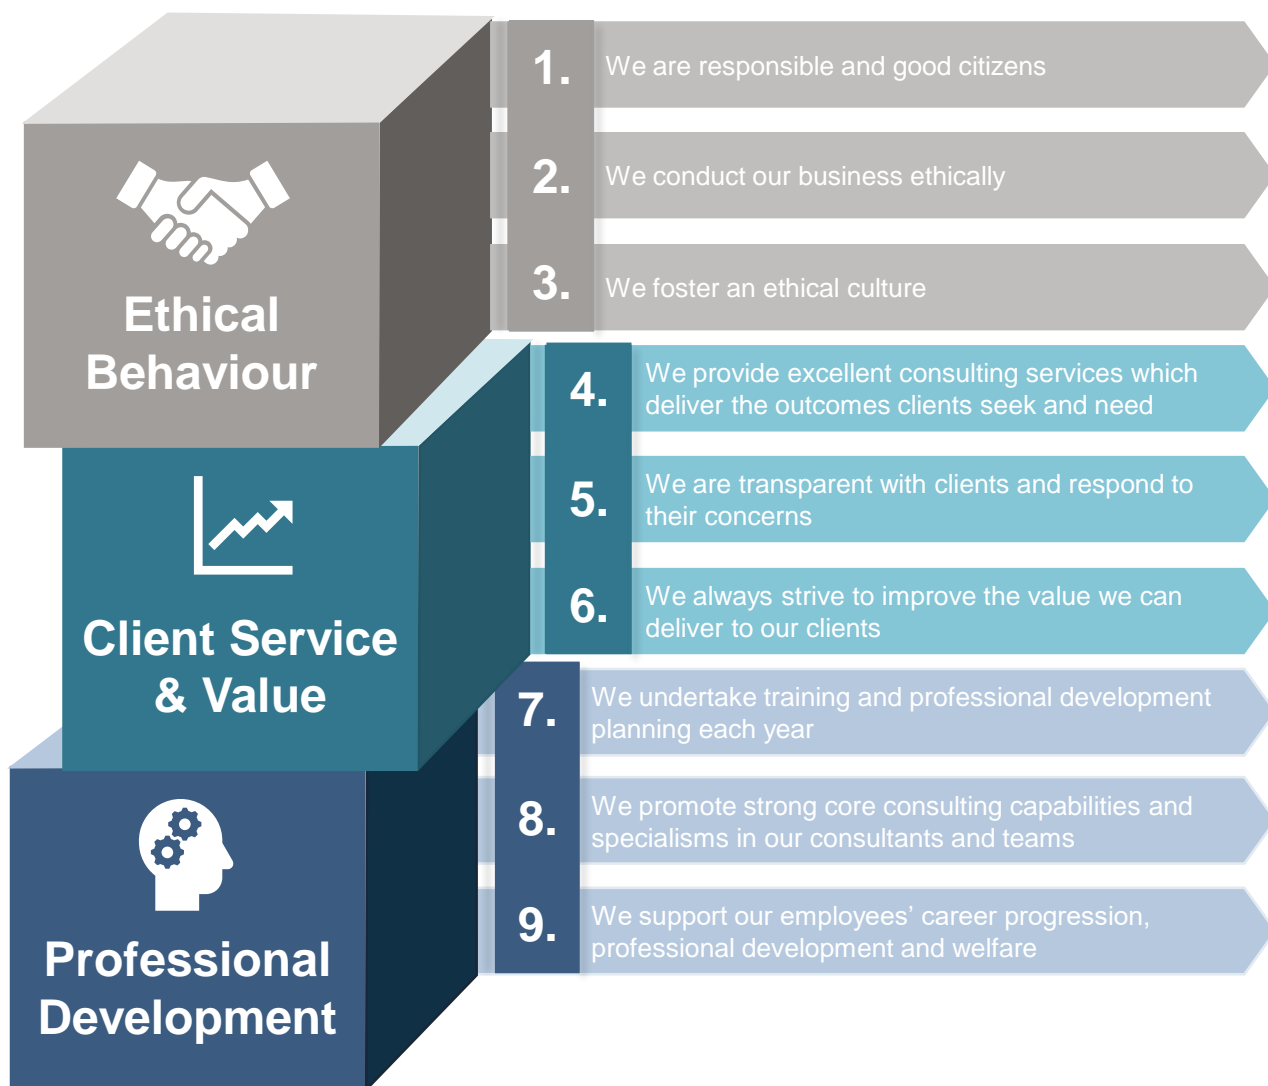 Ethical
Behaviour
1.
We are responsible and good citizens
2.
We conduct our business ethically
3.
We foster an ethical culture
Client Service
& Value
4.
We provide excellent consulting services which
deliver the outcomes clients seek and need
5.
We are transparent with clients and respond to
their concerns
6.
We always strive to improve the value we can
deliver to our clients
Professional
Development
7.
We undertake training and professional development
planning each year
8.
We promote strong core consulting capabilities and
specialisms in our consultants and teams
9.
We support our employees’ career progression,
professional development and welfare